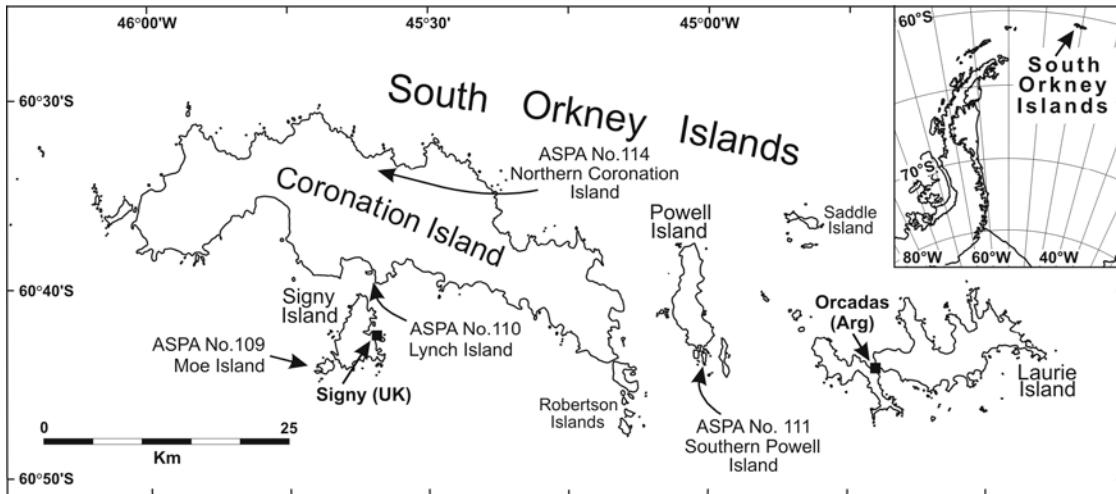 46°00'W
45°30'
45°00'W
60°S
70°S
80°W
60°W
40°W
South
Orkney
Islands
60°30'S
60°40'S
60°50'S
South Orkney Islands
ASPA No.114
Northern Coronation
Island
Coronation Island
Powell
Island
Saddle
Island
Signy
Island
ASPA No.110
Lynch Island
ASPA No.109
Moe Island
Signy (UK)
Orcadas
(Arg)
Laurie
Island
Robertson
Islands
ASPA No. 111
Southern Powell
Island
0 25
Km